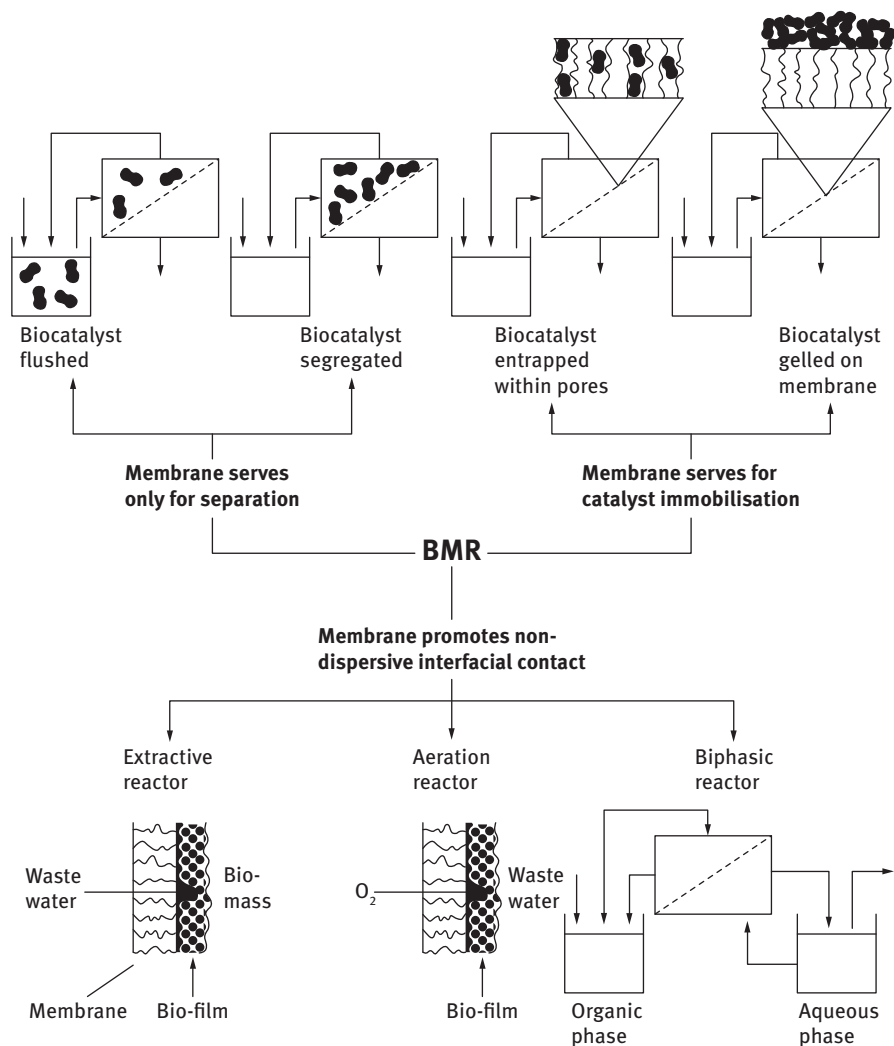 Biocatalyst
flushed
Biocatalyst
segregated
Biocatalyst
entrapped
within pores
Biocatalyst
gelled on
membrane
Membrane serves
only for separation
Membrane serves for
catalyst immobilisation
BMR
Membrane promotes non-
dispersive interfacial contact
Extractive
reactor
Aeration
reactor
Biphasic
reactor
Waste
water
Bio-
mass
O₂
Waste
water
Membrane
Bio-film
Bio-film
Organic
phase
Aqueous
phase